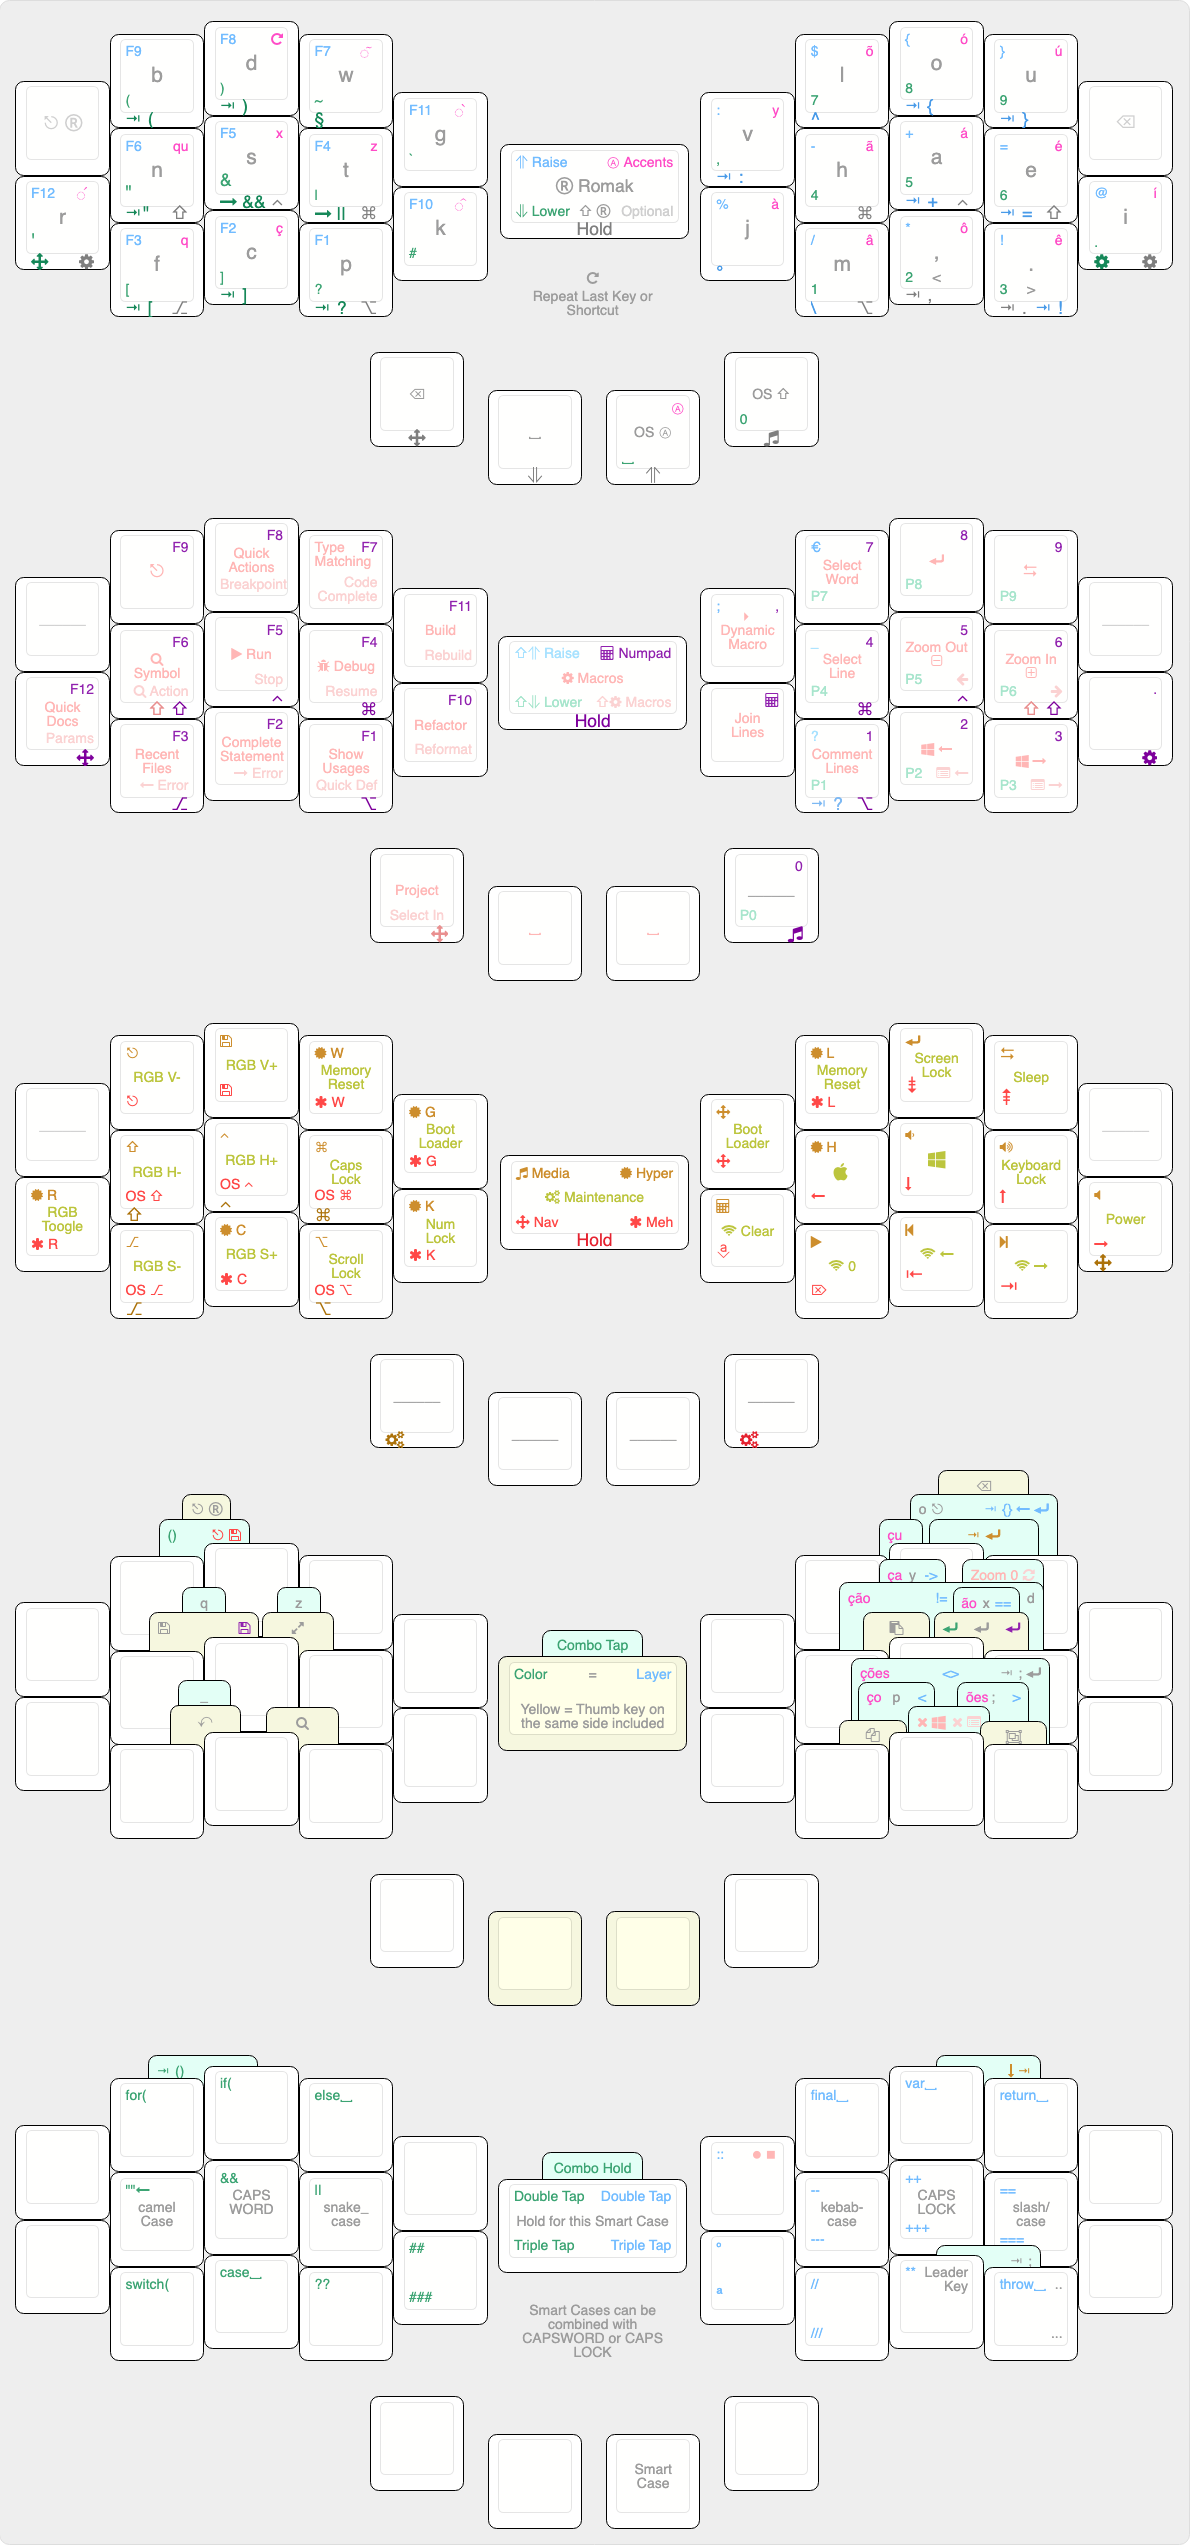 F9
b
(
⇥ (
F8
d
)
⇥ )
F7
w
~
§
F11
g
`
F12
r
'
F6
qu
n
"
⇥ "
F5
x
s
&
→ &&
F4
z
t
|
→ ||
⌘
F10
k
#
F3
q
f
[
⇥ [
F2
ç
c
]
⇥ ]
F1
p
?
⇥ ?
⌥
⇑ Raise
Ⓐ Accents
® Romak
⇓ Lower
⇧ ®
Optional
Hold
Repeat Last Key or
Shortcut
$
õ
l
7
^
{
ó
o
8
⇥ {
}
ú
u
9
⇥ }
:
y
v
,
⇥ :
-
ã
h
4
⌘
+
á
a
5
⇥ +
=
é
e
6
⇥ =
@
í
i
.
%
à
j
°
/
â
m
1
\
⌥
*
ô
,
2 <
⇥ ,
!
ê
.
3 >
⇥ . ⇥ !
OS Ⓐ
Ⓐ
OS ⇧
0
F9
F8
Quick
Actions
Breakpoint
Type F7
Matching
Code
Complete
F11
Build
Rebuild
F12
Quick
Docs
Params
F6
Symbol
Action
F5
Run
Stop
F4
Debug
Resume
⌘
F10
Refactor
Reformat
F3
Recent
Files
← Error
F2
Complete
Statement
→ Error
F1
Show
Usages
Quick Def
⌥
⇧⇑ Raise
Numpad
Macros
⇧⇓ Lower
⇧ Macros
Hold
€ 7
Select
Word
P7
8
P8
9
P9
; ,
Dynamic
Macro
_ 4
Select
Line
P4
⌘
5
Zoom Out
P5 ←
6
Zoom In
P6 →
.
Join
Lines
? 1
Comment
Lines
P1
⇥ ? ⌥
2
P2
3
P3
Project
Select In
0
P0
RGB V-
RGB V+
W
Memory
Reset
W
G
Boot
Loader
G
R
RGB
Toogle
R
RGB H-
OS ⇧
RGB H+
OS ^
⌘
Caps
Lock
OS ⌘
⌘
K
Num
Lock
K
RGB S-
OS
C
RGB S+
C
⌥
Scroll
Lock
OS ⌥
⌥
Media
Hyper
Maintenance
Nav
Meh
Hold
L
Memory
Reset
L
Screen
Lock
Sleep
Boot
Loader
H
Keyboard
Lock
Power
Clear
a
0
()
q
z
_
Combo Tap
Color = Layer
Yellow = Thumb key on
the same side included
o
⇥ {} ← ↵
çu
⇥ ↵
ça y ->
Zoom 0
ção !=
ão x ==
d
ções <> ⇥ ; ↵
ço p <
ões ; >
⇥ ()
for(
if(
else⎵
""←
camel
Case
&&
CAPS
WORD
||
snake_
case
##
###
switch(
case⎵
??
Combo Hold
Double Tap Double Tap
Hold for this Smart Case
Triple Tap Triple Tap
Smart Cases can be
combined with
CAPSWORD or CAPS
LOCK
↓ ⇥
final⎵
var⎵
return⎵
::
--
kebab-
case
---
++
CAPS
LOCK
+++
==
slash/
case
===
⇥ ;
º
ª
//
///
** Leader
Key
throw⎵ ..
...
Smart
Case